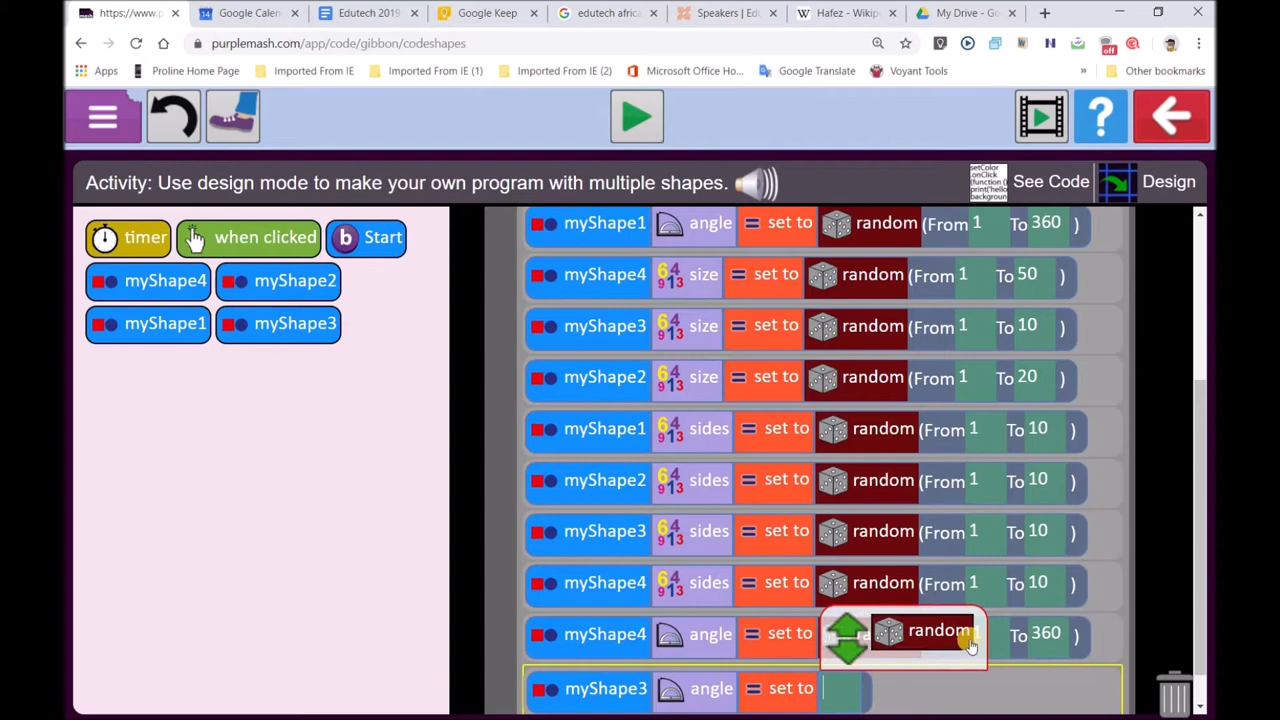 https://www.p
Google Calen
Edutech 2019
Google Keep
edutech africa
Speakers | Ed
Hafez - Wikip
My Drive - Go
purplemash.com/app/code/gibbon/codeshapes
off
Apps
Proline Home Page
Imported From IE
Imported From IE (1)
Imported From IE (2)
Microsoft Office Ho...
Google Translate
Voyant Tools
»
Other bookmarks
Activity: Use design mode to make your own program with multiple shapes.
setColor
.onClick
(function ()
print('hello
backgroun
See Code
Design
timer
when clicked
b Start
myShape4
myShape2
myShape1
myShape3
myShape1 angle = set to random (From 1 To 360 )
myShape4 size = set to random (From 1 To 50 )
myShape3 size = set to random (From 1 To 10 )
myShape2 size = set to random (From 1 To 20 )
myShape1 sides = set to random (From 1 To 10 )
myShape2 sides = set to random (From 1 To 10 )
myShape3 sides = set to random (From 1 To 10 )
myShape4 sides = set to random (From 1 To 10 )
myShape4 angle = set to random To 360 )
myShape3 angle = set to